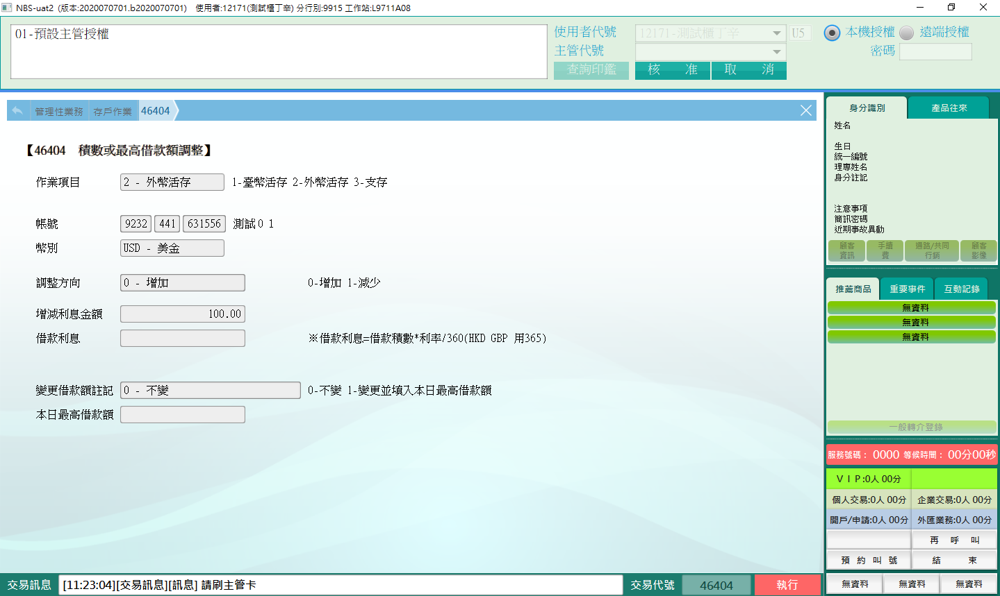 NBS-uat2 (版本:2020070701.b2020070701) 使用者:12171(測試櫃丁辛) 分行別:9915 工作站:L9711A08
01-預設主管授權
使用者代號 12171-測試櫃丁辛 U5 本機授權 遠端授權
主管代號 密碼
查詢印鑑 核 准 取 消
管理性業務 存戶作業 46404
【46404 積數或最高借款額調整】
作業項目 2 - 外幣活存 1-臺幣活存 2-外幣活存 3-支存
帳號 9232 441 631556 測試０１
幣別 USD - 美金
調整方向 0 - 增加 0-增加 1-減少
增減利息金額 100.00
借款利息 ※借款利息=借款積數*利率/360(HKD GBP 用365)
變更借款額註記 0 - 不變 0-不變 1-變更並填入本日最高借款額
本日最高借款額
交易訊息 [11:23:04][交易訊息][訊息] 請刷主管卡 交易代號 46404 執行
身分識別 產品往來
姓名
生日
統一編號
理專姓名
身分註記
注意事項
簡訊密碼
近期事故異動
顧客資訊 手續費 通路/共同行銷 顧客影像
推薦商品 重要事件 互動記錄
無資料
無資料
無資料
一般轉介登錄
服務號碼： 0000 等候時間： 00分00秒
ＶＩＰ:0人 00分
個人交易:0人 00分 企業交易:0人 00分
開戶/申請:0人 00分 外匯業務:0人 00分
再 呼 叫
預 約 叫 號 結 束
無資料 無資料 無資料